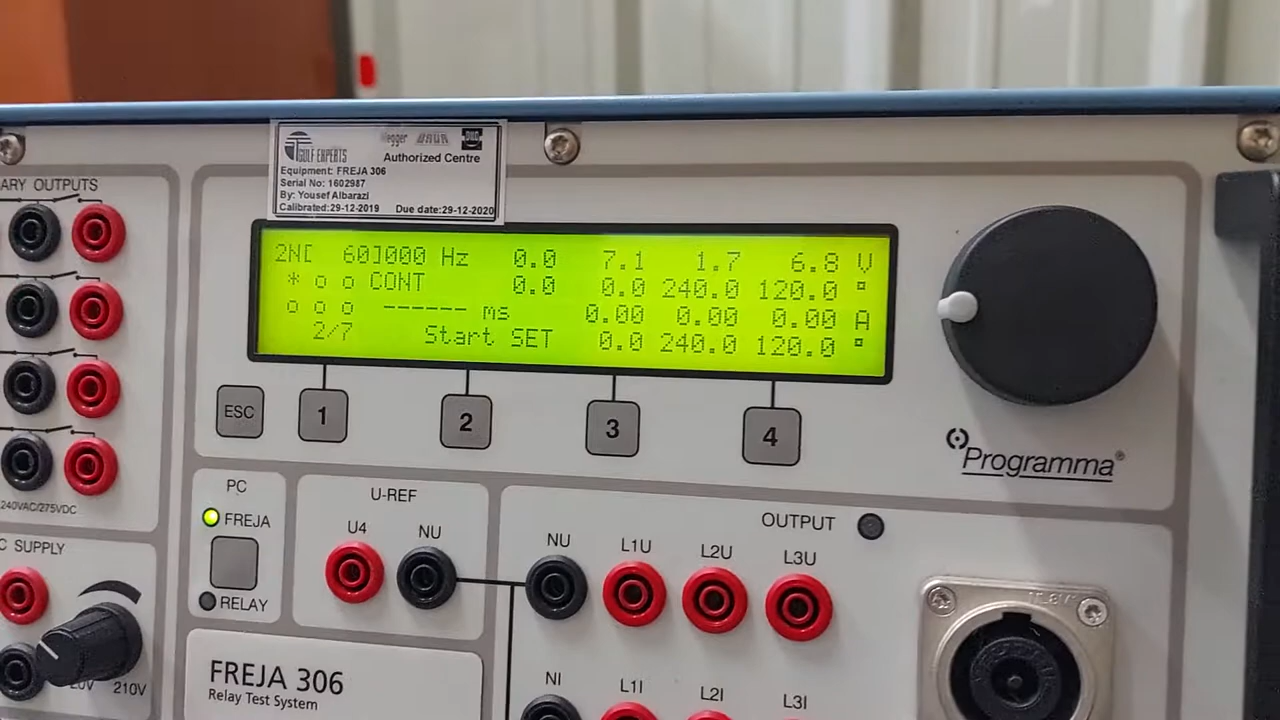 ARY OUTPUTS
GULF EXPERTS
Megger
Authorized Centre
Equipment: FREJA 306
Serial No: 1602987
By: Yousef Albarazi
Calibrated:29-12-2019 Due date:29-12-2020
2N[ 60]000 Hz 0.0 7.1 1.7 6.8 V
* o o CONT 0.0 0.0 240.0 120.0 °
o o o ------ ms 0.00 0.00 0.00 A
2/7 Start SET 0.0 240.0 120.0 °
ESC 1 2 3 4
Programma®
240VAC/275VDC
C SUPPLY
210V
PC
FREJA
RELAY
U-REF
U4 NU
OUTPUT
NU L1U L2U L3U
FREJA 306
Relay Test System
NI L1I L2I L3I